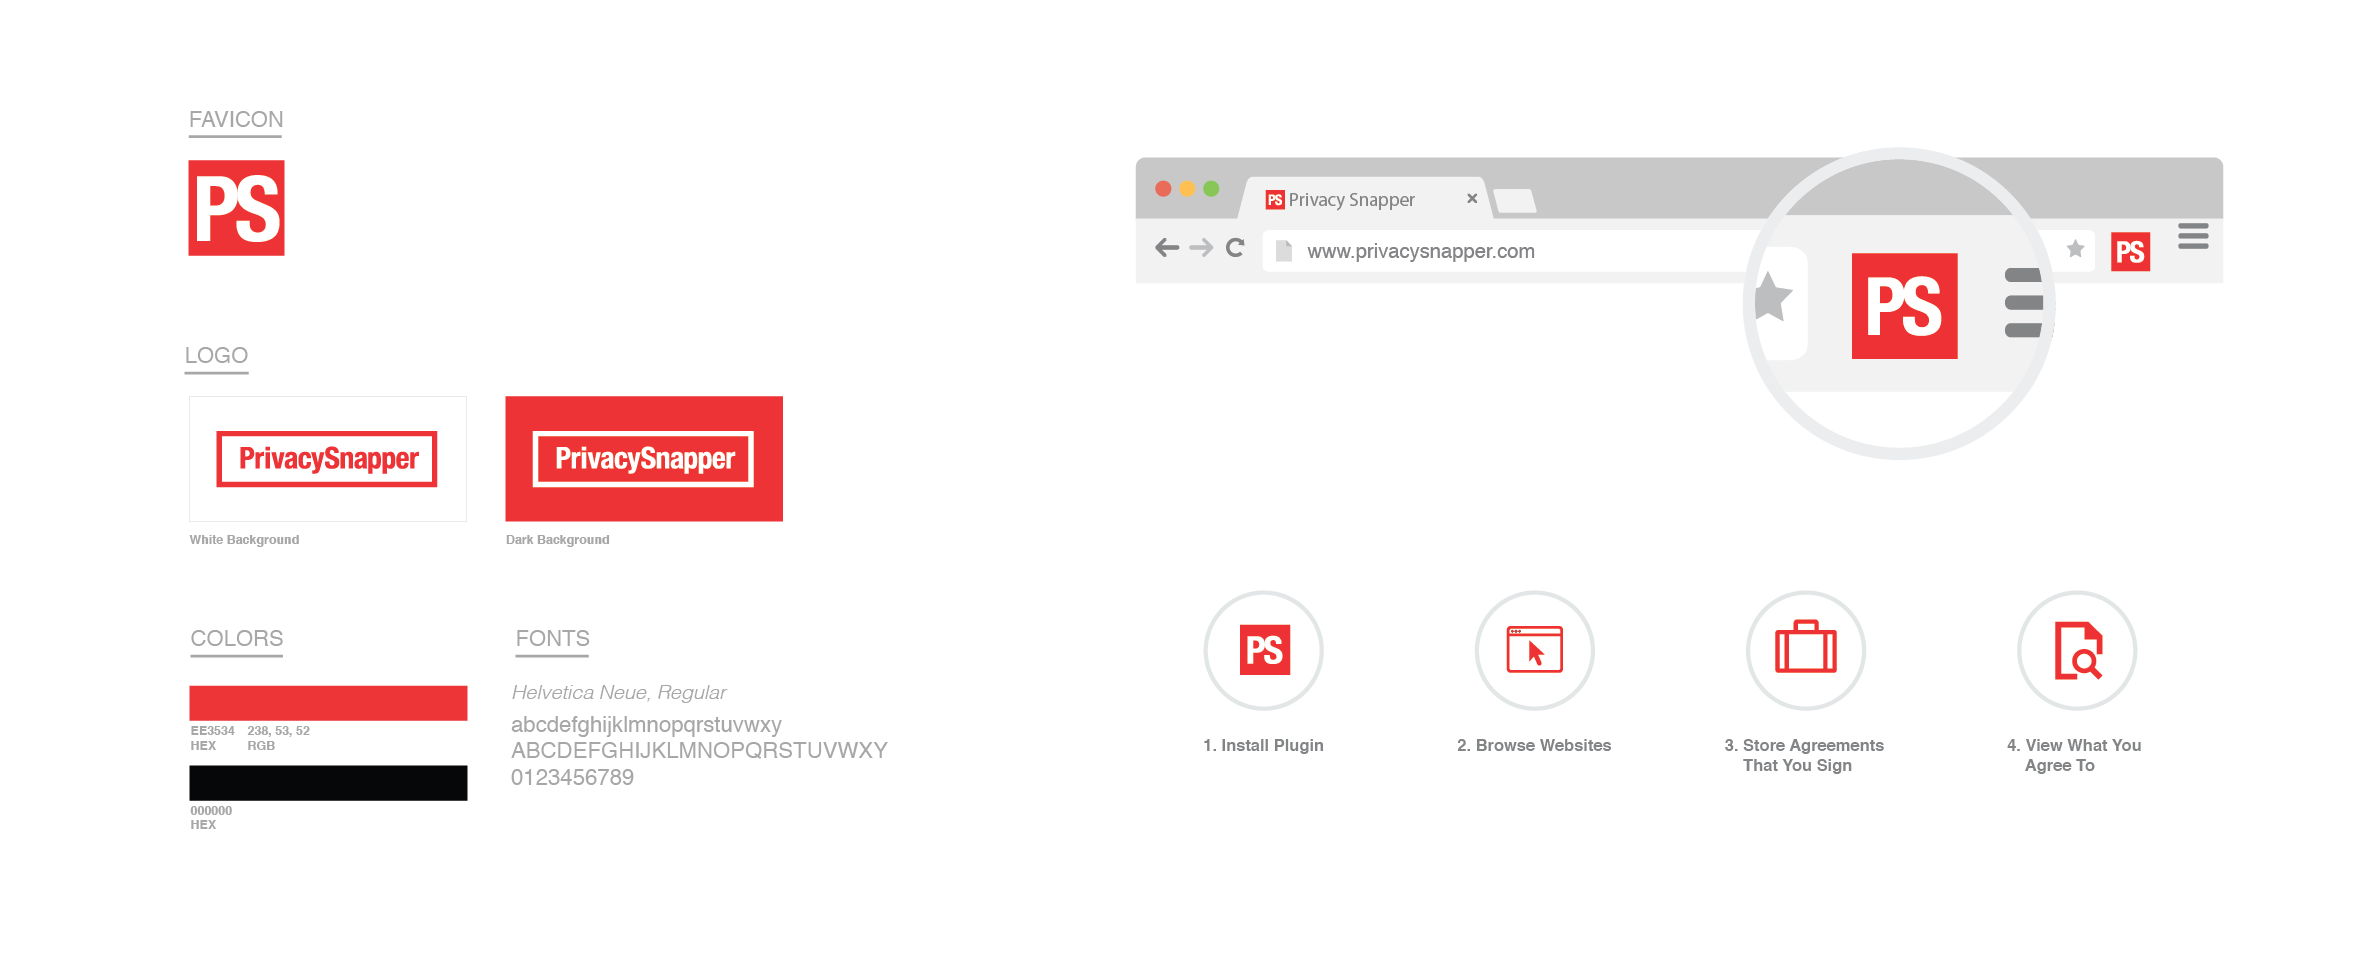 FAVICON
PS
LOGO
PrivacySnapper
PrivacySnapper
White Background
Dark Background
COLORS
EE3534 238, 53, 52
HEX RGB
000000
HEX
FONTS
Helvetica Neue, Regular
abcdefghijklmnopqrstuvwxy
ABCDEFGHIJKLMNOPQRSTUVWXY
0123456789
PS Privacy Snapper
www.privacysnapper.com
PS
PS
PS
1. Install Plugin
2. Browse Websites
3. Store Agreements
That You Sign
4. View What You
Agree To